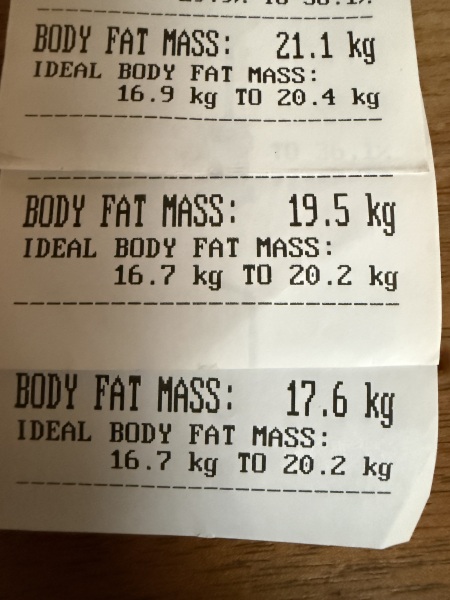 BODY FAT MASS: 21.1 kg
IDEAL BODY FAT MASS:
16.9 kg TO 20.4 kg
BODY FAT MASS: 19.5 kg
IDEAL BODY FAT MASS:
16.7 kg TO 20.2 kg
BODY FAT MASS: 17.6 kg
IDEAL BODY FAT MASS:
16.7 kg TO 20.2 kg